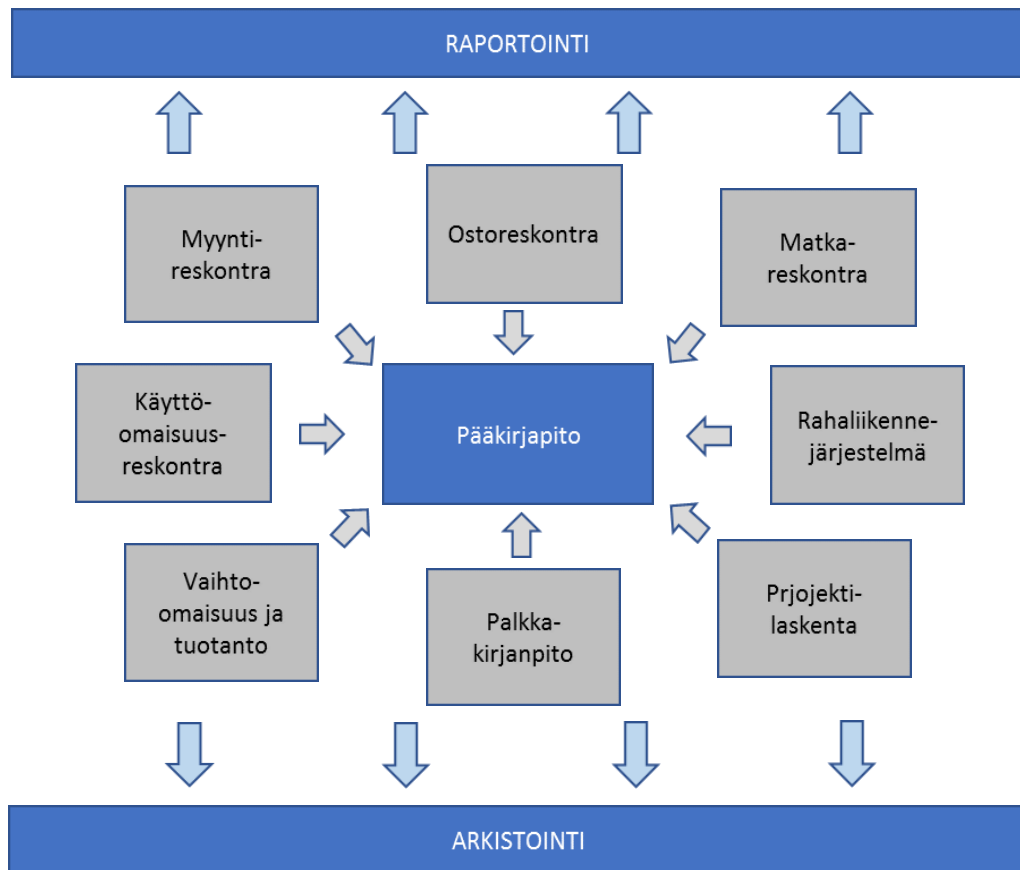 RAPORTOINTI
Myynti-
reskontra
Ostoreskontra
Matka-
reskontra
Käyttö-
omaisuus-
reskontra
Pääkirjapito
Rahaliikenne-
järjestelmä
Vaihto-
omaisuus ja
tuotanto
Palkka-
kirjanpito
Prjojekti-
laskenta
ARKISTOINTI